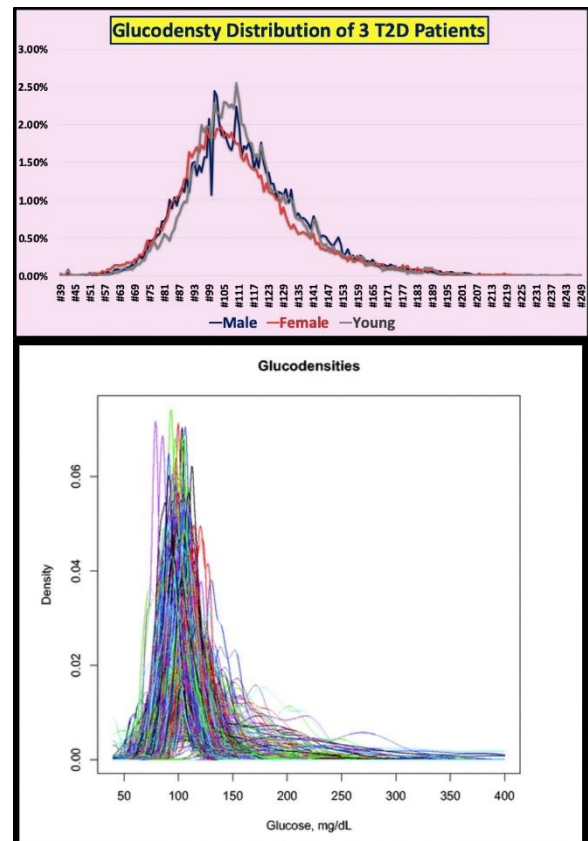 Glucodensty Distribution of 3 T2D Patients
3.00%
2.50%
2.00%
1.50%
1.00%
0.50%
0.00%
#39 #45 #51 #57 #63 #69 #75 #81 #87 #93 #99 #105 #111 #117 #123 #129 #135 #141 #147 #153 #159 #165 #171 #177 #183 #189 #195 #201 #207 #213 #219 #225 #231 #237 #243 #249
Male Female Young
Glucodensities
Density
0.06
0.04
0.02
0.00
50 100 150 200 250 300 350 400
Glucose, mg/dL